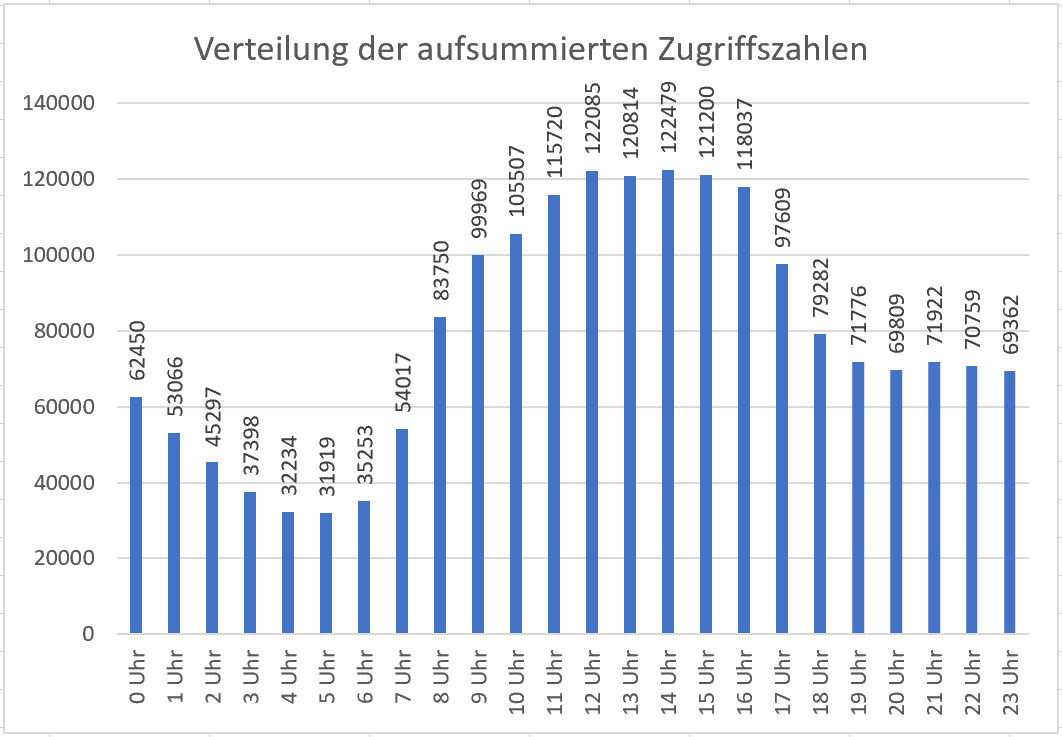 Verteilung der aufsummierten Zugriffszahlen
140000
120000
100000
80000
60000
40000
20000
0
62450
53066
45297
37398
32234
31919
35253
54017
83750
99969
105507
115720
122085
120814
122479
121200
118037
97609
79282
71776
69809
71922
70759
69362
0 Uhr
1 Uhr
2 Uhr
3 Uhr
4 Uhr
5 Uhr
6 Uhr
7 Uhr
8 Uhr
9 Uhr
10 Uhr
11 Uhr
12 Uhr
13 Uhr
14 Uhr
15 Uhr
16 Uhr
17 Uhr
18 Uhr
19 Uhr
20 Uhr
21 Uhr
22 Uhr
23 Uhr